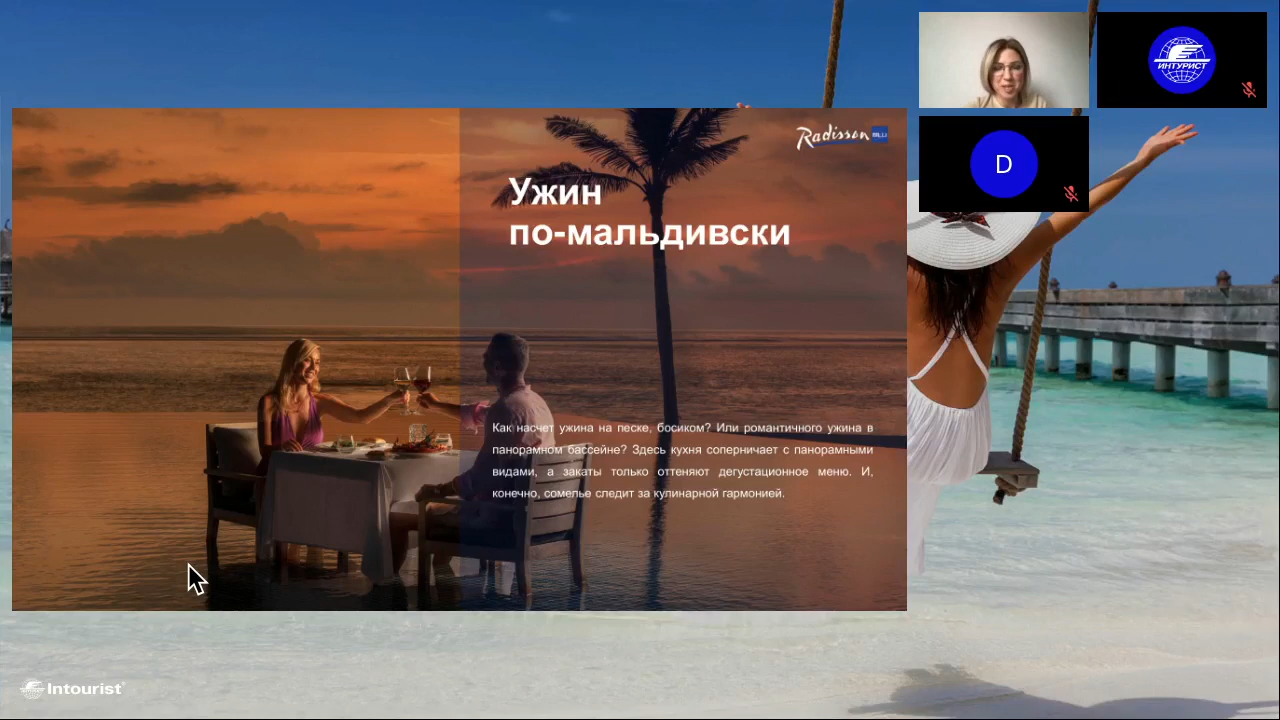 Radisson
BLU
ИНТУРИСТ
D
Ужин
по-мальдивски
Как насчет ужина на песке, босиком? Или романтичного ужина в
панорамном бассейне? Здесь кухня соперничает с панорамными
видами, а закаты только оттеняют дегустационное меню. И,
конечно, сомелье следит за кулинарной гармонией.
Intourist